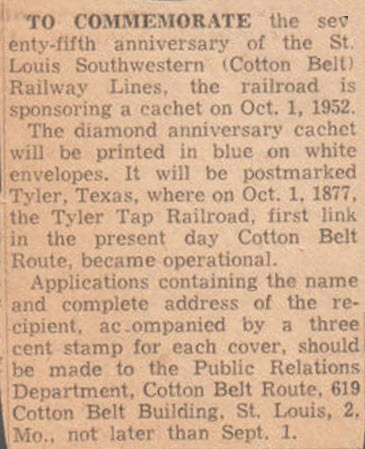 TO COMMEMORATE the sev
enty-fifth anniversary of the St.
Louis Southwestern (Cotton Belt)
Railway Lines, the railroad is
sponsoring a cachet on Oct. 1, 1952.
The diamond anniversary cachet
will be printed in blue on white
envelopes. It will be postmarked
Tyler, Texas, where on Oct. 1, 1877,
the Tyler Tap Railroad, first link
in the present day Cotton Belt
Route, became operational.
Applications containing the name
and complete address of the re-
cipient, ac.ompanied by a three
cent stamp for each cover, should
be made to the Public Relations
Department, Cotton Belt Route, 619
Cotton Belt Building, St. Louis, 2,
Mo., not later than Sept. 1.